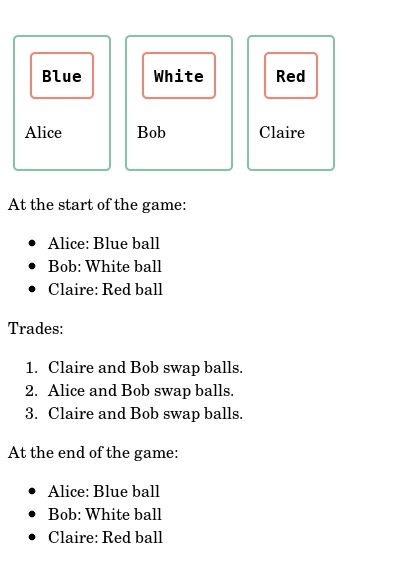 Blue White Red
Alice Bob Claire
At the start of the game:
• Alice: Blue ball
• Bob: White ball
• Claire: Red ball
Trades:
1. Claire and Bob swap balls.
2. Alice and Bob swap balls.
3. Claire and Bob swap balls.
At the end of the game:
• Alice: Blue ball
• Bob: White ball
• Claire: Red ball